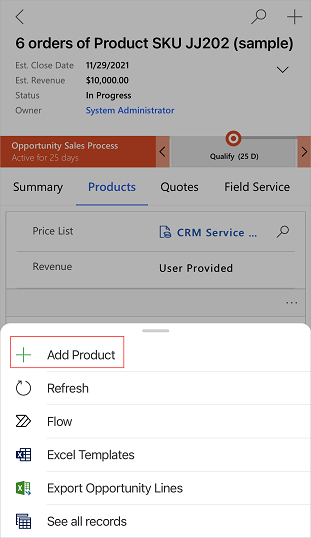 6 orders of Product SKU JJ202 (sample)
Est. Close Date 11/29/2021
Est. Revenue $10,000.00
Status In Progress
Owner System Administrator
Opportunity Sales Process
Active for 25 days
Qualify (25 D)
Summary Products Quotes Field Service
Price List CRM Service ...
Revenue User Provided
Add Product
Refresh
Flow
Excel Templates
Export Opportunity Lines
See all records